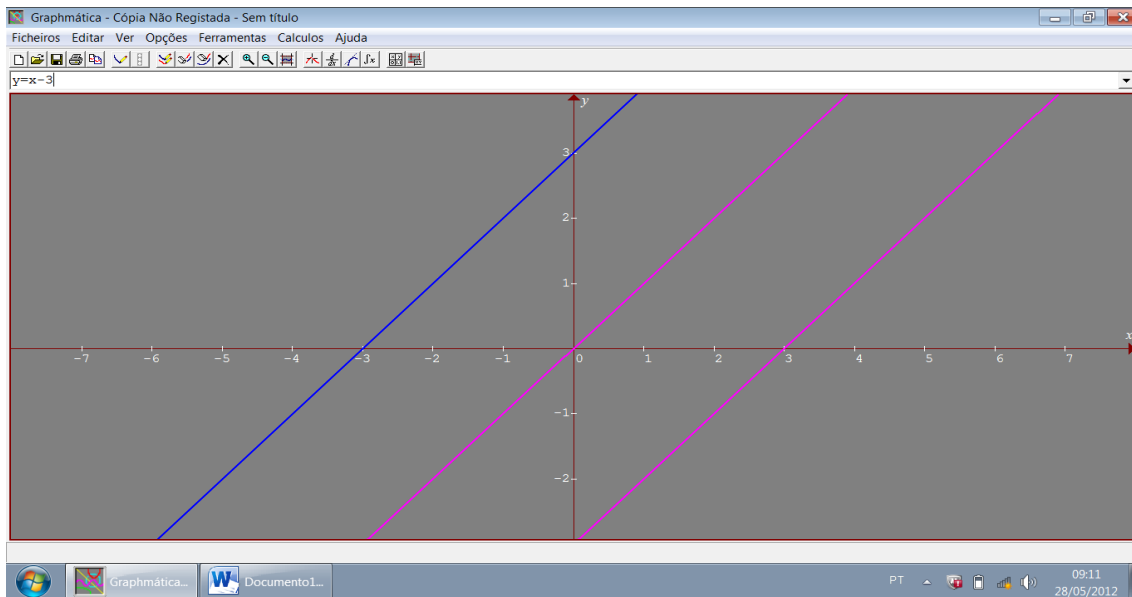 Graphmática - Cópia Não Registada - Sem título
Ficheiros Editar Ver Opções Ferramentas Calculos Ajuda
y=x-3
y
3
2
1
x
-7 -6 -5 -4 -3 -2 -1 0 1 2 3 4 5 6 7
-1
-2
Graphmática... Documento1... PT 09:11
28/05/2012